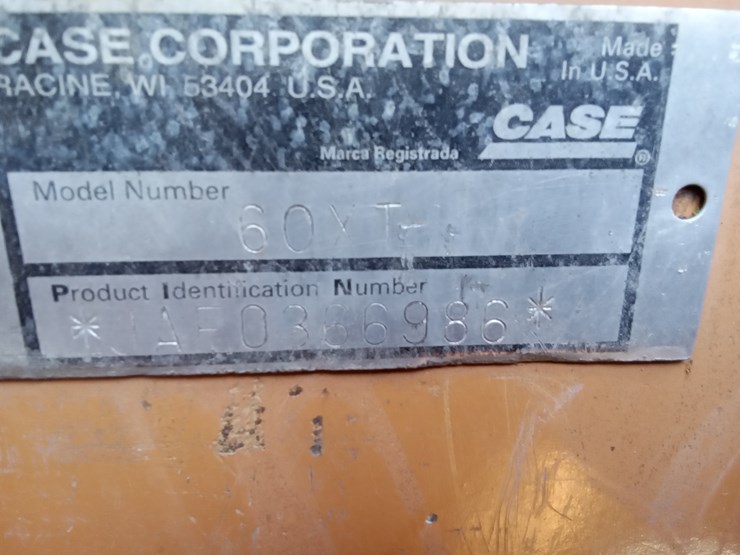 CASE CORPORATION
RACINE, WI, 53404 U.S.A.
Made
In U.S.A.
CASE
®
Marca Registrada
Model Number
60XT
Product Identification Number
*JAF0366986*